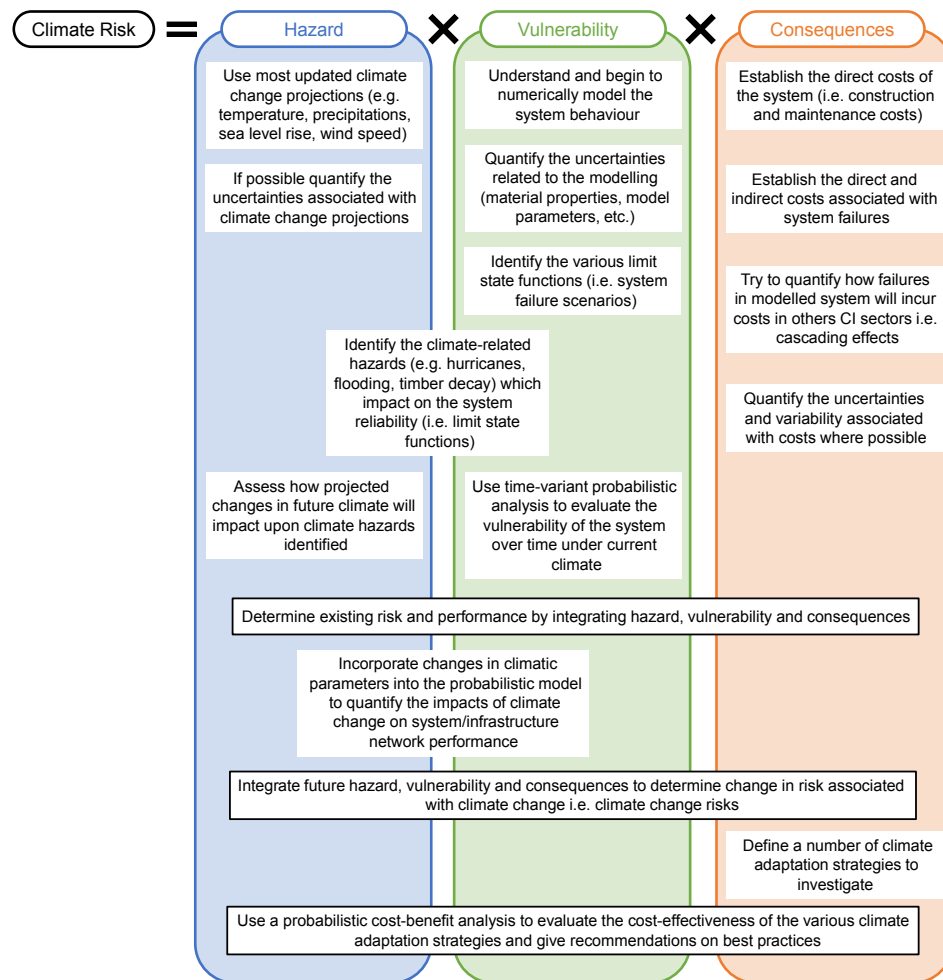 Climate Risk = Hazard × Vulnerability × Consequences
Use most updated climate
change projections (e.g.
temperature, precipitations,
sea level rise, wind speed)
Understand and begin to
numerically model the
system behaviour
Establish the direct costs of
the system (i.e. construction
and maintenance costs)
If possible quantify the
uncertainties associated with
climate change projections
Quantify the uncertainties
related to the modelling
(material properties, model
parameters, etc.)
Establish the direct and
indirect costs associated with
system failures
Identify the various limit
state functions (i.e. system
failure scenarios)
Try to quantify how failures
in modelled system will incur
costs in others CI sectors i.e.
cascading effects
Identify the climate-related
hazards (e.g. hurricanes,
flooding, timber decay) which
impact on the system
reliability (i.e. limit state
functions)
Quantify the uncertainties
and variability associated
with costs where possible
Assess how projected
changes in future climate will
impact upon climate hazards
identified
Use time-variant probabilistic
analysis to evaluate the
vulnerability of the system
over time under current
climate
Determine existing risk and performance by integrating hazard, vulnerability and consequences
Incorporate changes in climatic
parameters into the probabilistic model
to quantify the impacts of climate
change on system/infrastructure
network performance
Integrate future hazard, vulnerability and consequences to determine change in risk associated
with climate change i.e. climate change risks
Define a number of climate
adaptation strategies to
investigate
Use a probabilistic cost-benefit analysis to evaluate the cost-effectiveness of the various climate
adaptation strategies and give recommendations on best practices